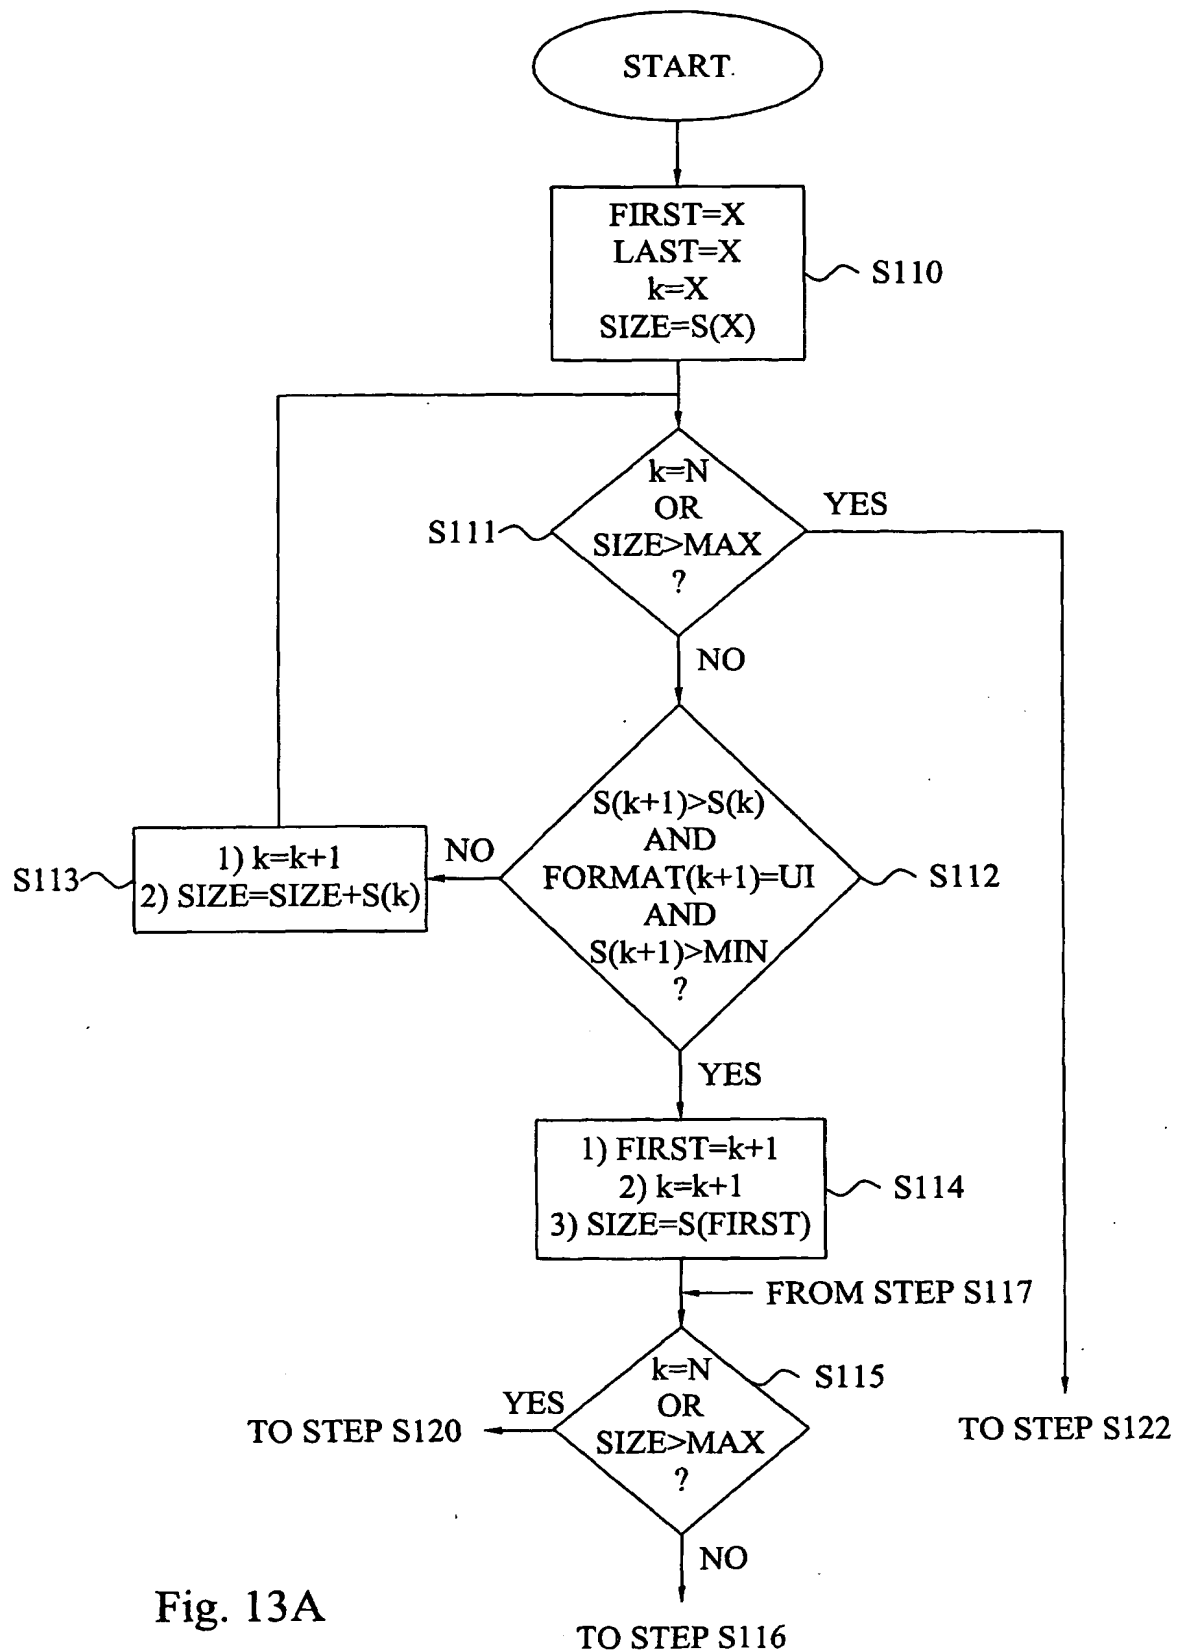 START.
FIRST=X
LAST=X
k=X
SIZE=S(X)
S110
k=N
OR
SIZE>MAX
?
S111
YES
NO
S(k+1)>S(k)
AND
FORMAT(k+1)=UI
AND
S(k+1)>MIN
?
S112
NO
1) k=k+1
2) SIZE=SIZE+S(k)
S113
YES
1) FIRST=k+1
2) k=k+1
3) SIZE=S(FIRST)
S114
FROM STEP S117
k=N
OR
SIZE>MAX
?
S115
YES
TO STEP S120
TO STEP S122
NO
TO STEP S116
Fig. 13A